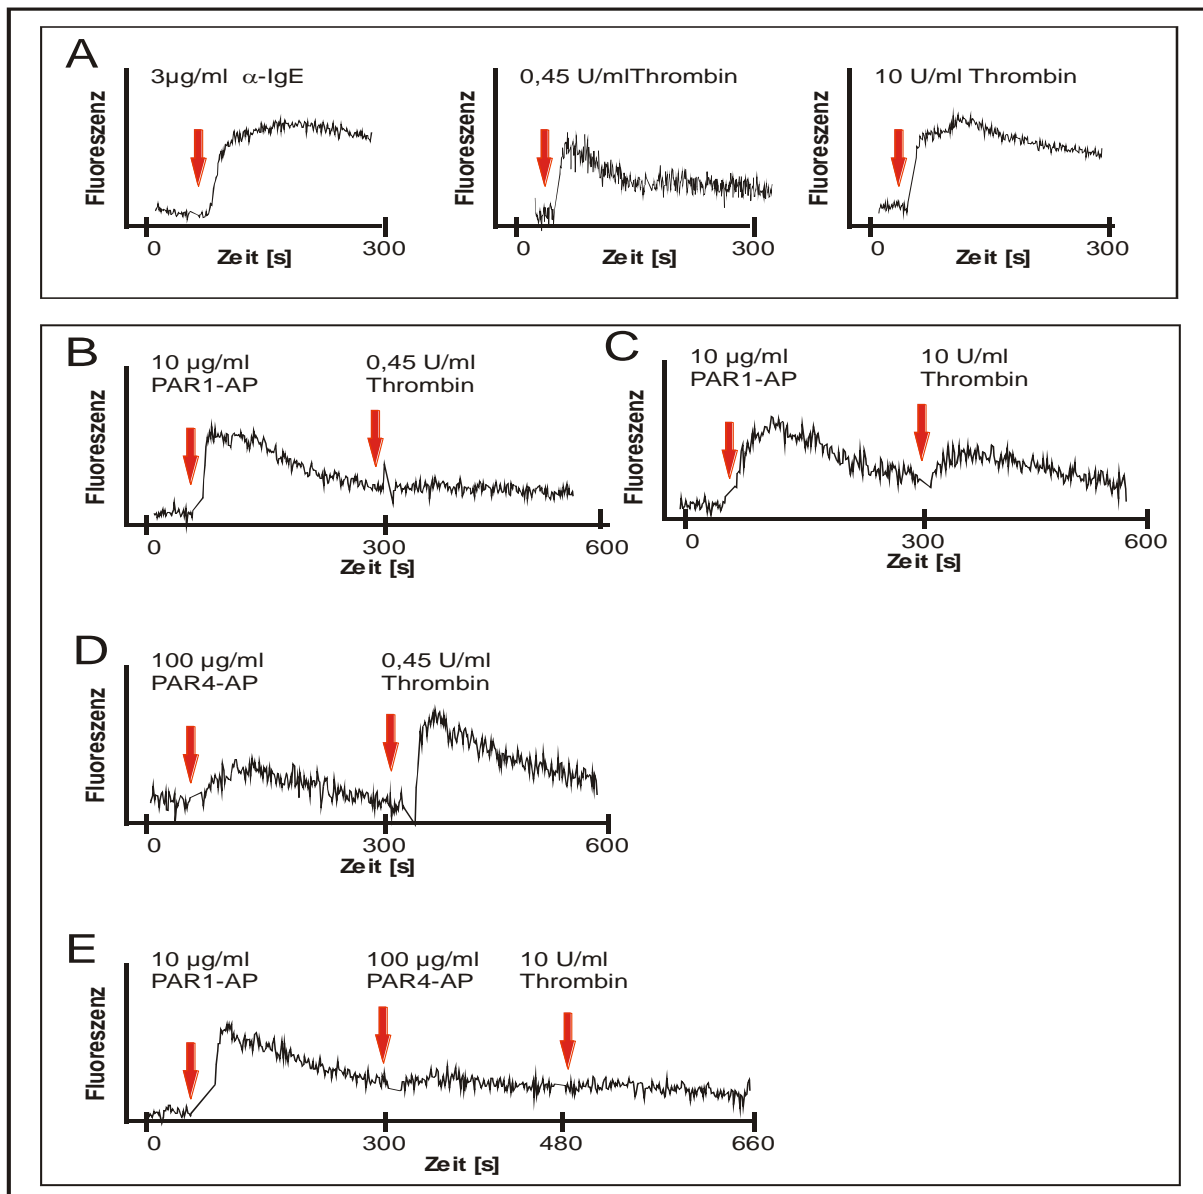 A
3µg/ml α-IgE
Fluoreszenz
0
300
Zeit [s]
0,45 U/mlThrombin
Fluoreszenz
0
300
Zeit [s]
10 U/ml Thrombin
Fluoreszenz
0
300
Zeit [s]
B
10 µg/ml
PAR1-AP
0,45 U/ml
Thrombin
Fluoreszenz
0
300
600
Zeit [s]
C
10 µg/ml
PAR1-AP
10 U/ml
Thrombin
Fluoreszenz
0
300
600
Zeit [s]
D
100 µg/ml
PAR4-AP
0,45 U/ml
Thrombin
Fluoreszenz
0
300
600
Zeit [s]
E
10 µg/ml
PAR1-AP
100 µg/ml
PAR4-AP
10 U/ml
Thrombin
Fluoreszenz
0
300
480
660
Zeit [s]